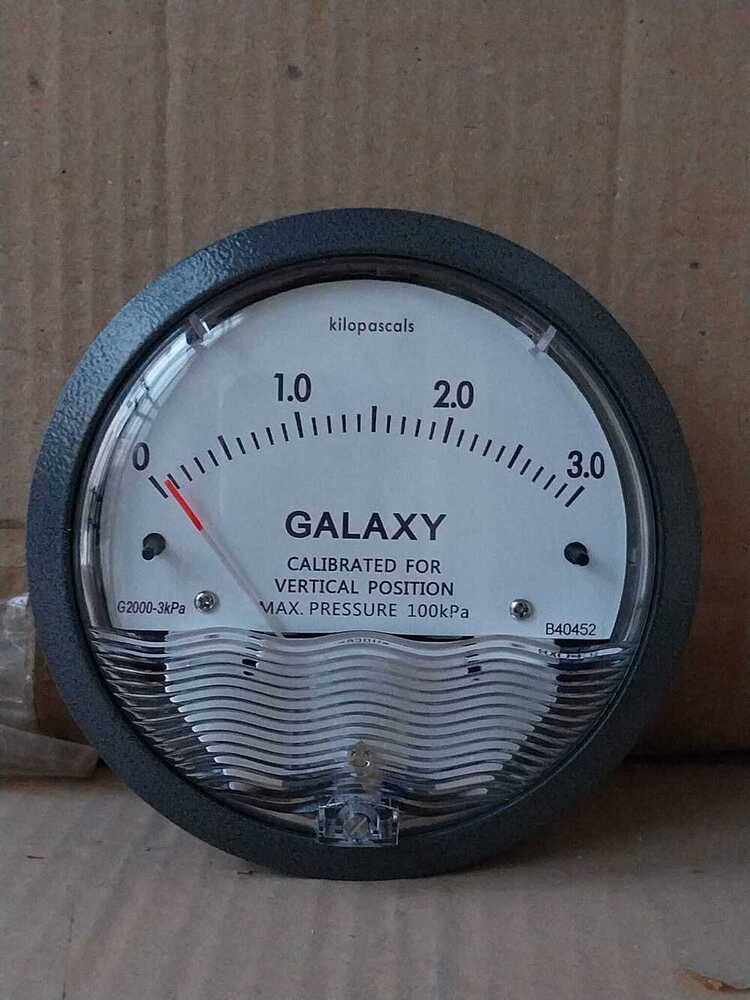 kilopascals
0 1.0 2.0 3.0
GALAXY
CALIBRATED FOR
VERTICAL POSITION
MAX. PRESSURE 100kPa
G2000-3kPa
B40452